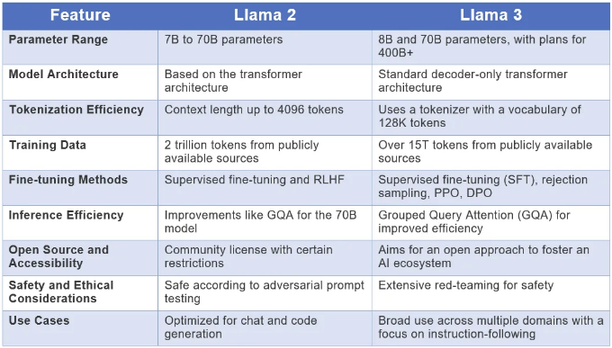 Feature Llama 2 Llama 3
Parameter Range 7B to 70B parameters 8B and 70B parameters, with plans for
400B+
Model Architecture Based on the transformer Standard decoder-only transformer
architecture architecture
Tokenization Efficiency Context length up to 4096 tokens Uses a tokenizer with a vocabulary of
128K tokens
Training Data 2 trillion tokens from publicly Over 15T tokens from publicly available
available sources sources
Fine-tuning Methods Supervised fine-tuning and RLHF Supervised fine-tuning (SFT), rejection
sampling, PPO, DPO
Inference Efficiency Improvements like GQA for the 70B Grouped Query Attention (GQA) for
model improved efficiency
Open Source and Community license with certain Aims for an open approach to foster an
Accessibility restrictions AI ecosystem
Safety and Ethical Safe according to adversarial prompt Extensive red-teaming for safety
Considerations testing
Use Cases Optimized for chat and code Broad use across multiple domains with a
generation focus on instruction-following